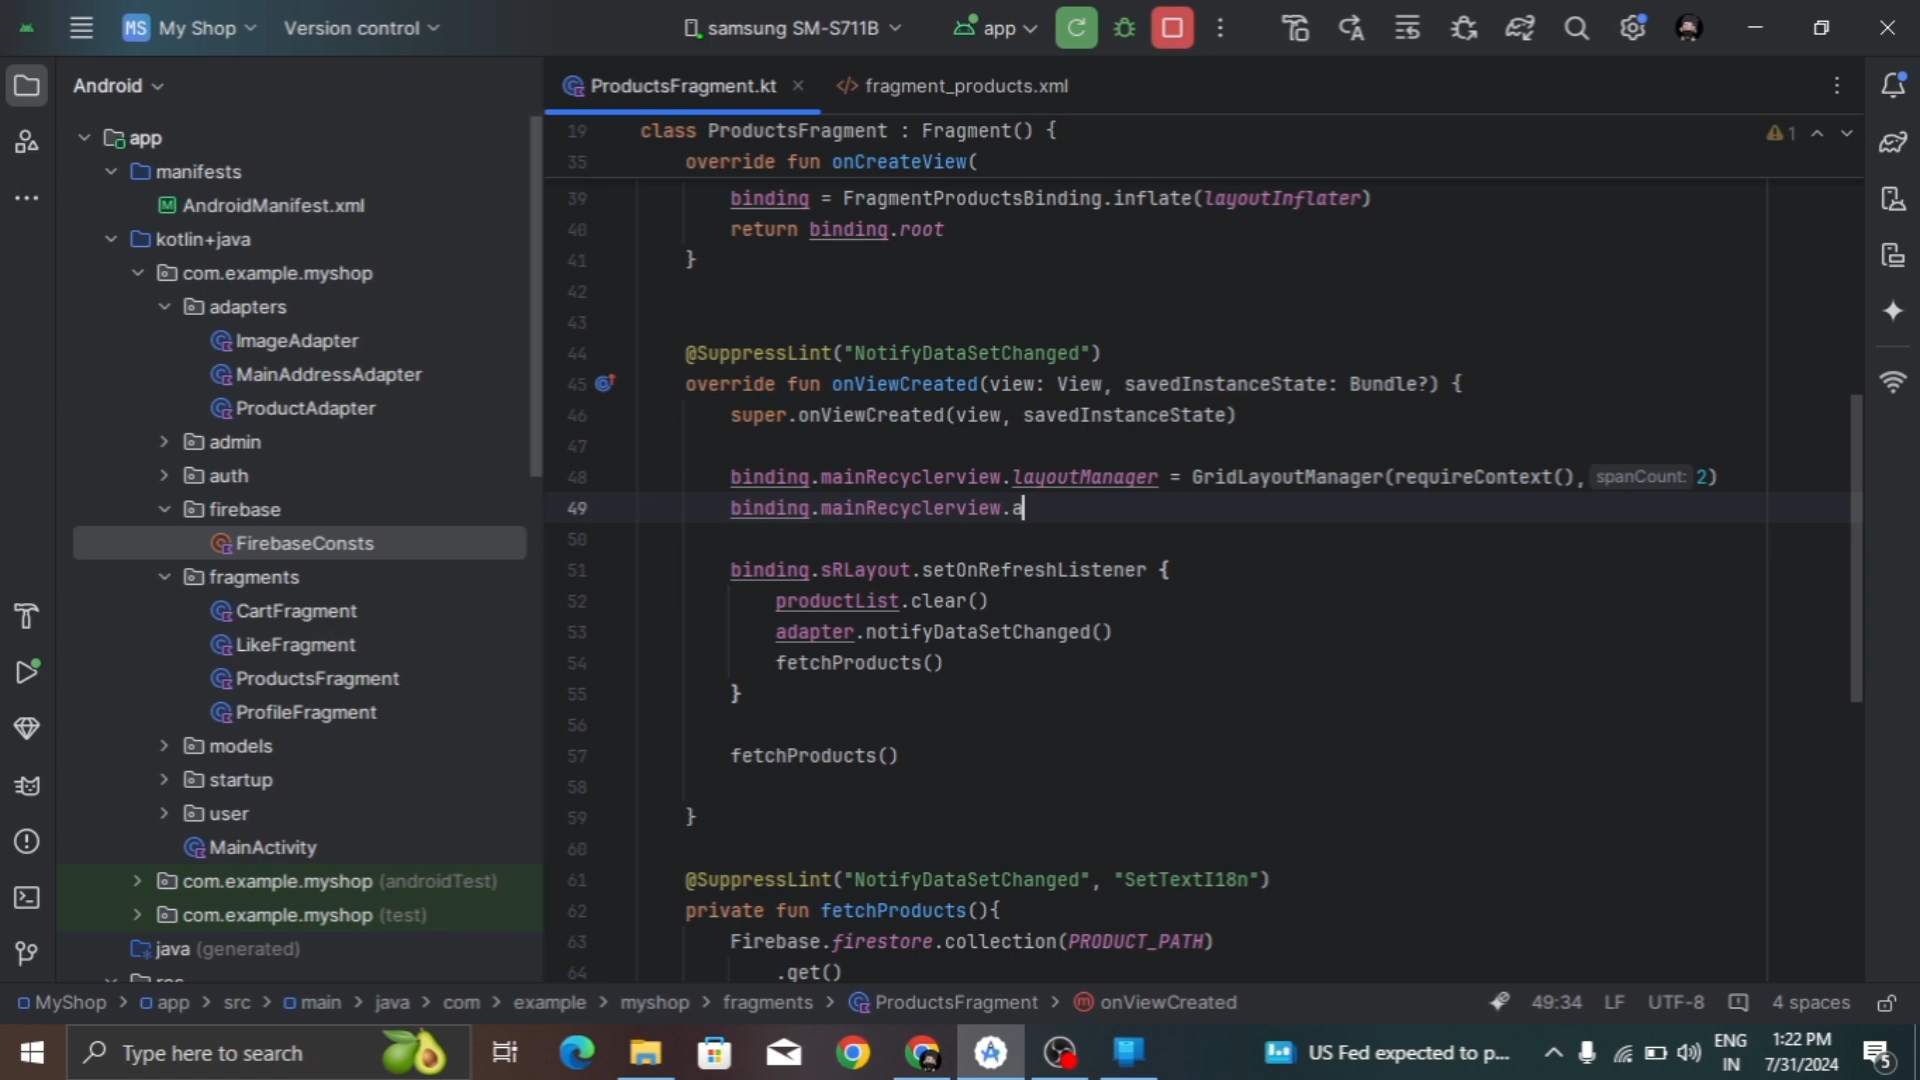 MS My Shop Version control samsung SM-S711B app
Android
ProductsFragment.kt
fragment_products.xml
app
manifests
AndroidManifest.xml
kotlin+java
com.example.myshop
adapters
ImageAdapter
MainAddressAdapter
ProductAdapter
admin
auth
firebase
FirebaseConsts
fragments
CartFragment
LikeFragment
ProductsFragment
ProfileFragment
models
startup
user
MainActivity
com.example.myshop (androidTest)
com.example.myshop (test)
java (generated)
res
19 class ProductsFragment : Fragment() {
1
35 override fun onCreateView(
39 binding = FragmentProductsBinding.inflate(layoutInflater)
40 return binding.root
41 }
42
43
44 @SuppressLint("NotifyDataSetChanged")
45 override fun onViewCreated(view: View, savedInstanceState: Bundle?) {
46 super.onViewCreated(view, savedInstanceState)
47
48 binding.mainRecyclerview.layoutManager = GridLayoutManager(requireContext(), spanCount: 2)
49 binding.mainRecyclerview.a
50
51 binding.sRLayout.setOnRefreshListener {
52 productList.clear()
53 adapter.notifyDataSetChanged()
54 fetchProducts()
55 }
56
57 fetchProducts()
58
59 }
60
61 @SuppressLint("NotifyDataSetChanged", "SetTextI18n")
62 private fun fetchProducts(){
63 Firebase.firestore.collection(PRODUCT_PATH)
64 .get()
MyShop > app > src > main > java > com > example > myshop > fragments > ProductsFragment > onViewCreated
49:34 LF UTF-8 4 spaces
Type here to search
US Fed expected to p...
ENG
IN
1:22 PM
7/31/2024
5